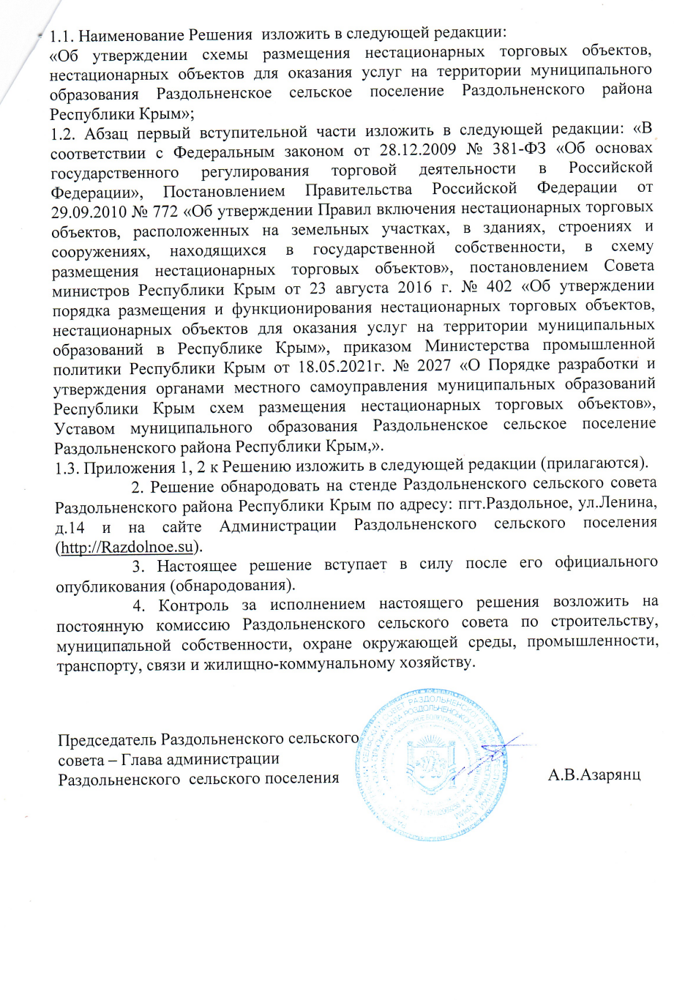 1.1. Наименование Решения изложить в следующей редакции:
«Об утверждении схемы размещения нестационарных торговых объектов,
нестационарных объектов для оказания услуг на территории муниципального
образования Раздольненское сельское поселение Раздольненского района
Республики Крым»;
1.2. Абзац первый вступительной части изложить в следующей редакции: «В
соответствии с Федеральным законом от 28.12.2009 № 381-ФЗ «Об основах
государственного регулирования торговой деятельности в Российской
Федерации», Постановлением Правительства Российской Федерации от
29.09.2010 № 772 «Об утверждении Правил включения нестационарных торговых
объектов, расположенных на земельных участках, в зданиях, строениях и
сооружениях, находящихся в государственной собственности, в схему
размещения нестационарных торговых объектов», постановлением Совета
министров Республики Крым от 23 августа 2016 г. № 402 «Об утверждении
порядка размещения и функционирования нестационарных торговых объектов,
нестационарных объектов для оказания услуг на территории муниципальных
образований в Республике Крым», приказом Министерства промышленной
политики Республики Крым от 18.05.2021г. № 2027 «О Порядке разработки и
утверждения органами местного самоуправления муниципальных образований
Республики Крым схем размещения нестационарных торговых объектов»,
Уставом муниципального образования Раздольненское сельское поселение
Раздольненского района Республики Крым,».
1.3. Приложения 1, 2 к Решению изложить в следующей редакции (прилагаются).
2. Решение обнародовать на стенде Раздольненского сельского совета
Раздольненского района Республики Крым по адресу: пгт.Раздольное, ул.Ленина,
д.14 и на сайте Администрации Раздольненского сельского поселения
(http://Razdolnoe.su).
3. Настоящее решение вступает в силу после его официального
опубликования (обнародования).
4. Контроль за исполнением настоящего решения возложить на
постоянную комиссию Раздольненского сельского совета по строительству,
муниципальной собственности, охране окружающей среды, промышленности,
транспорту, связи и жилищно-коммунальному хозяйству.
Председатель Раздольненского сельского
совета – Глава администрации
Раздольненского сельского поселения
А.В.Азарянц